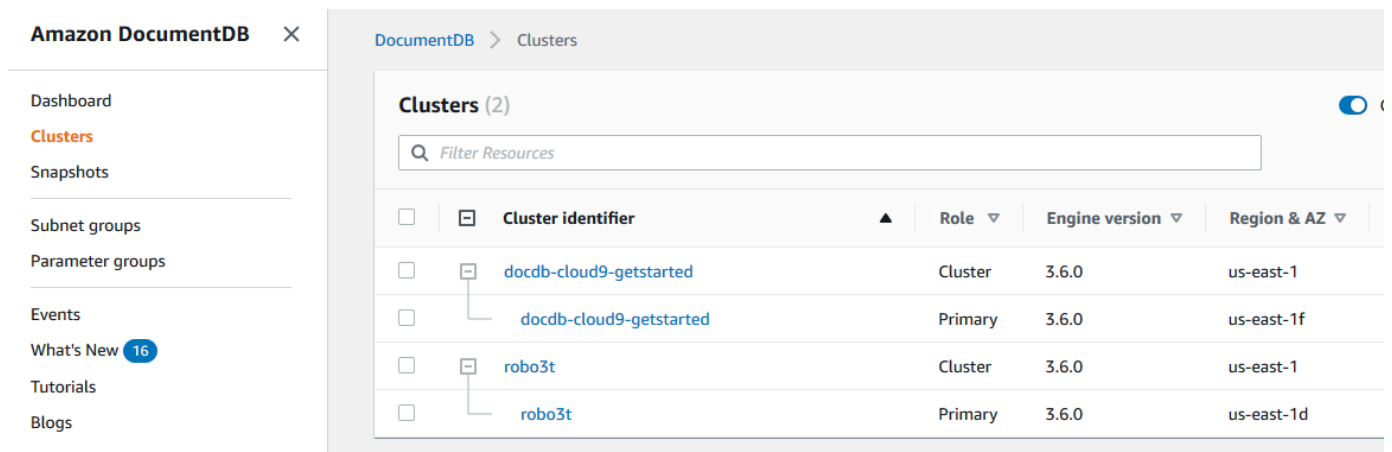 Amazon DocumentDB
Dashboard
Clusters
Snapshots
Subnet groups
Parameter groups
Events
What's New 16
Tutorials
Blogs
DocumentDB > Clusters
Clusters (2)
Filter Resources
Cluster identifier Role Engine version Region & AZ
docdb-cloud9-getstarted Cluster 3.6.0 us-east-1
docdb-cloud9-getstarted Primary 3.6.0 us-east-1f
robo3t Cluster 3.6.0 us-east-1
robo3t Primary 3.6.0 us-east-1d